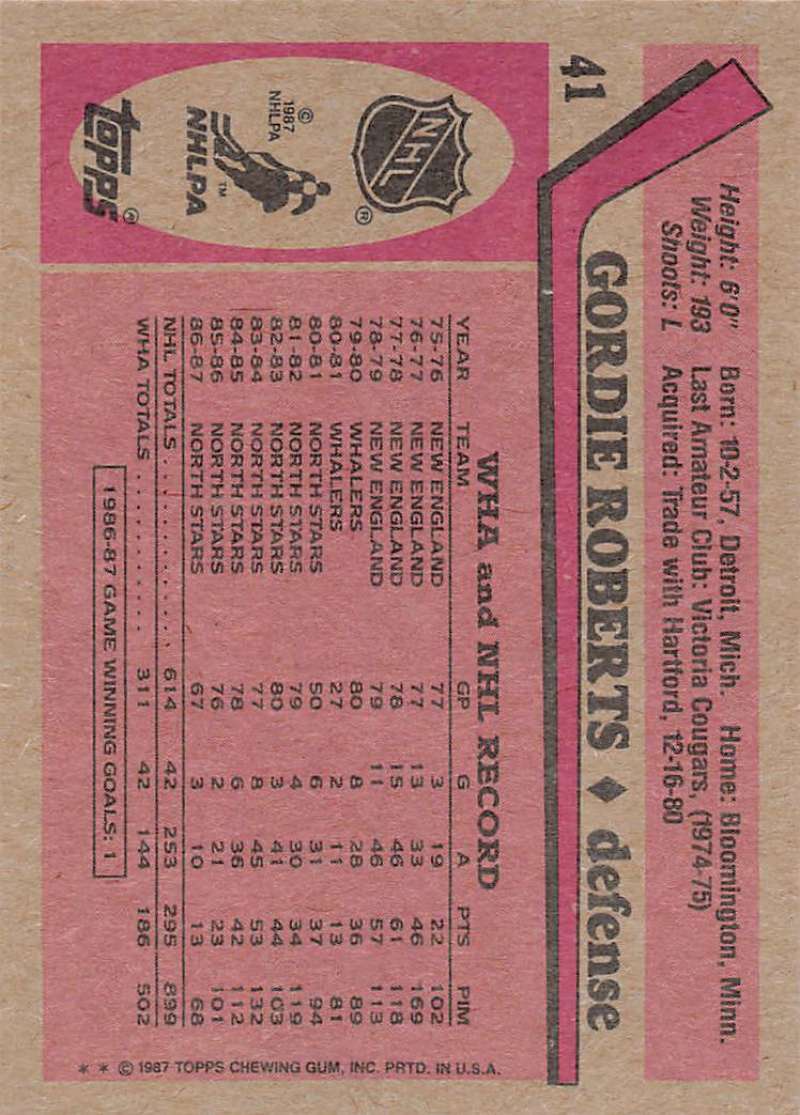 41
Height: 6'0" Born: 10-2-57, Detroit, Mich. Home: Bloomington, Minn.
Weight: 193 Last Amateur Club: Victoria Cougars, (1974-75)
Shoots: L Acquired: Trade with Hartford, 12-16-80
GORDIE ROBERTS ♦ defense
NHL ®
© 1987 NHLPA
NHLPA ™
TOPPS ®
WHA and NHL RECORD
YEAR TEAM GP G A PTS PIM
75-76 NEW ENGLAND 77 3 19 22 102
76-77 NEW ENGLAND 77 13 33 46 169
77-78 NEW ENGLAND 78 15 46 61 118
78-79 NEW ENGLAND 79 11 46 57 113
79-80 WHALERS 80 8 28 36 89
80-81 WHALERS 27 2 11 13 81
80-81 NORTH STARS 50 6 31 37 94
81-82 NORTH STARS 79 4 30 34 119
82-83 NORTH STARS 80 3 41 44 103
83-84 NORTH STARS 77 8 45 53 132
84-85 NORTH STARS 78 6 36 42 112
85-86 NORTH STARS 76 2 21 23 101
86-87 NORTH STARS 67 3 10 13 68
NHL TOTALS . . . . . . . . . . . . 614 42 253 295 899
WHA TOTALS . . . . . . . . . . . 311 42 144 186 502
1986-87 GAME WINNING GOALS: 1
* * © 1987 TOPPS CHEWING GUM, INC. PRTD. IN U.S.A.